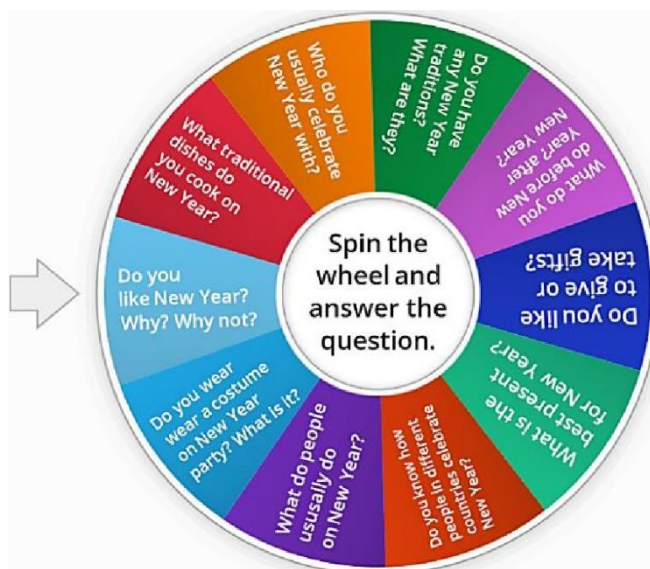 Spin the
wheel and
answer the
question.
Do you
like New Year?
Why? Why not?
What traditional
dishes do
you cook on
New Year?
Who do you
usually celebrate
New Year with?
Do you have
any New Year
traditions?
What are they?
What do you
do before New
Year? after
New Year?
Do you like
to give or
take gifts?
What is the
best present
for New Year?
Do you know how
people in different
countries celebrate
New Year?
What do people
ususally do
on New Year?
Do you wear
wear a costume
on New Year
party? What is it?